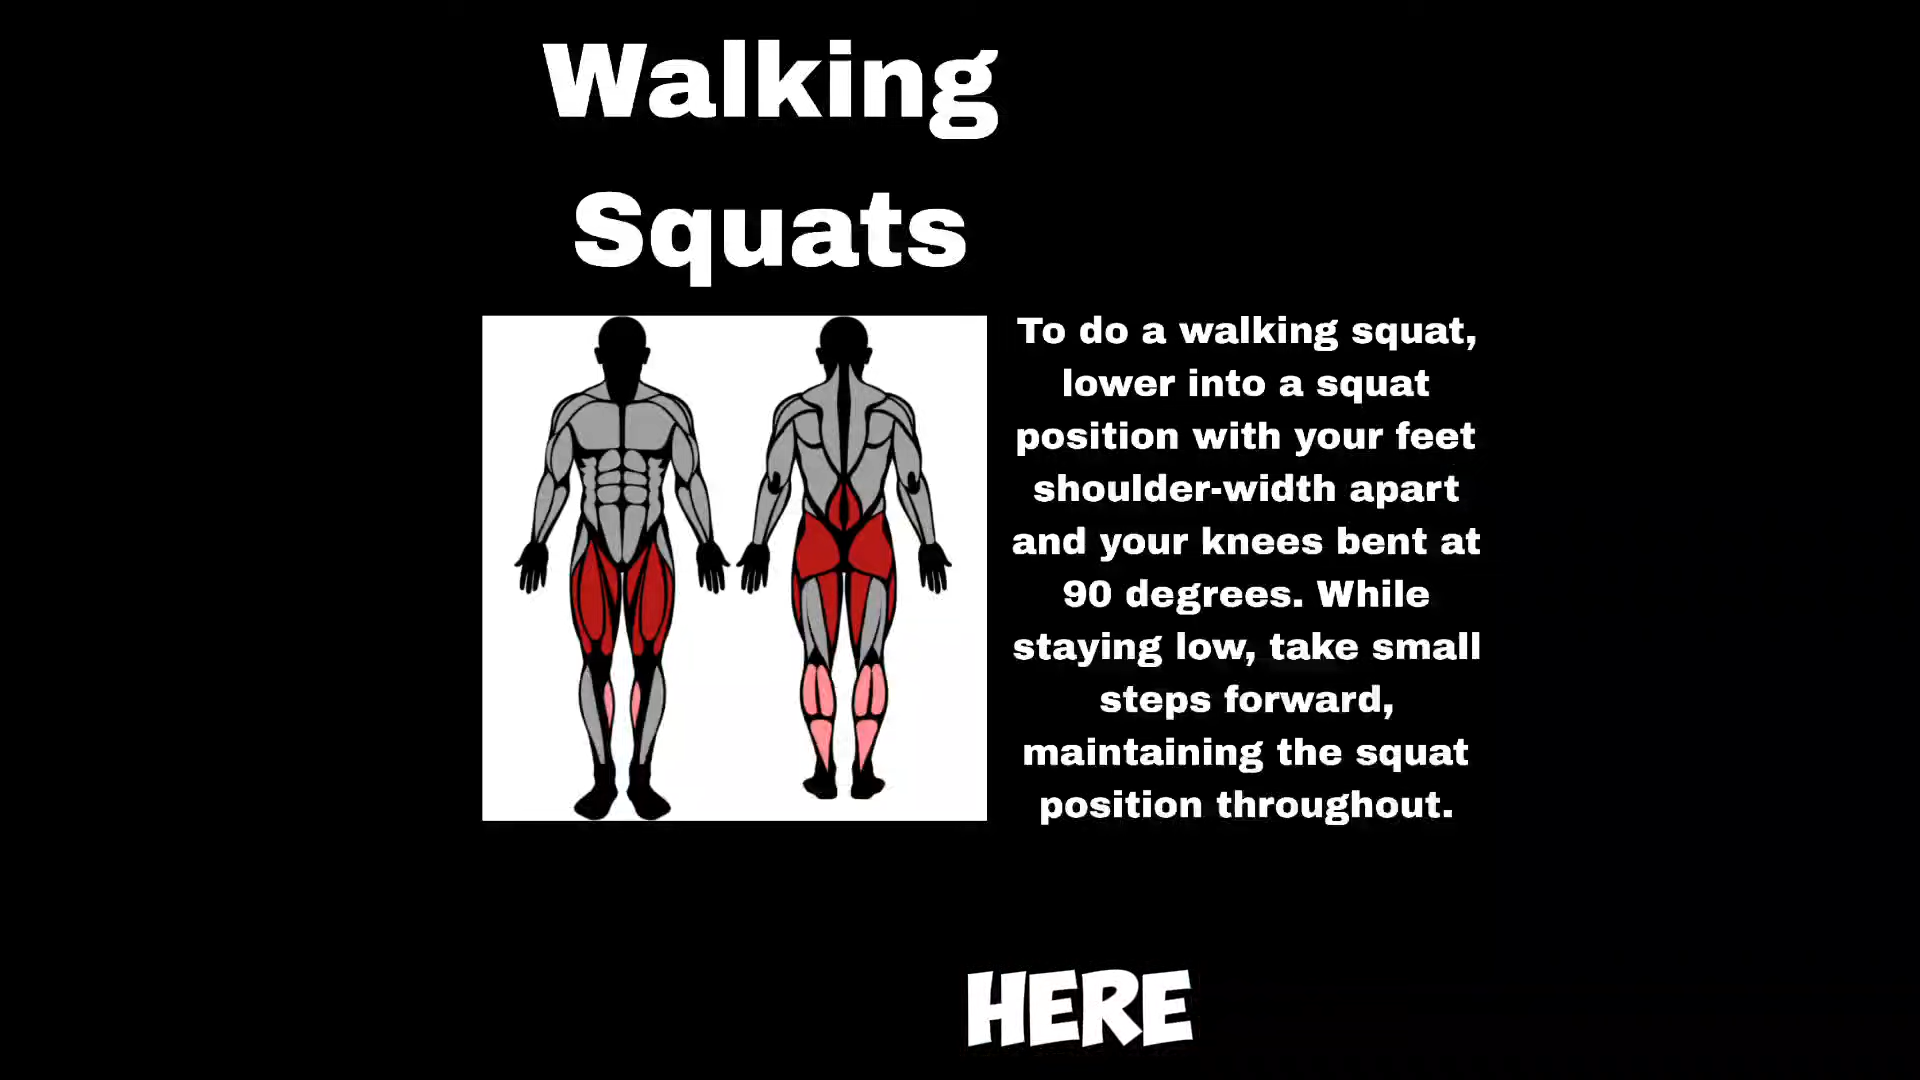 Walking
Squats
To do a walking squat,
lower into a squat
position with your feet
shoulder-width apart
and your knees bent at
90 degrees. While
staying low, take small
steps forward,
maintaining the squat
position throughout.
HERE